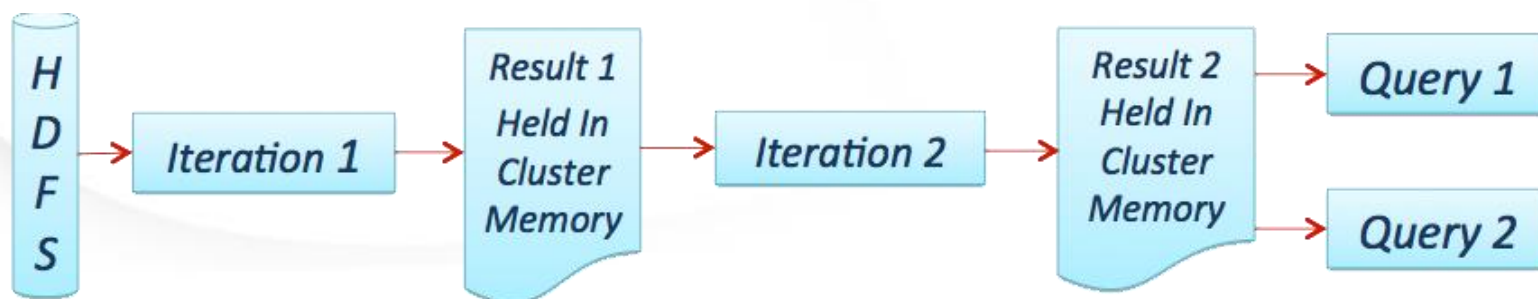 H
D
F
S
Iteration 1
Result 1
Held In
Cluster
Memory
Iteration 2
Result 2
Held In
Cluster
Memory
Query 1
Query 2